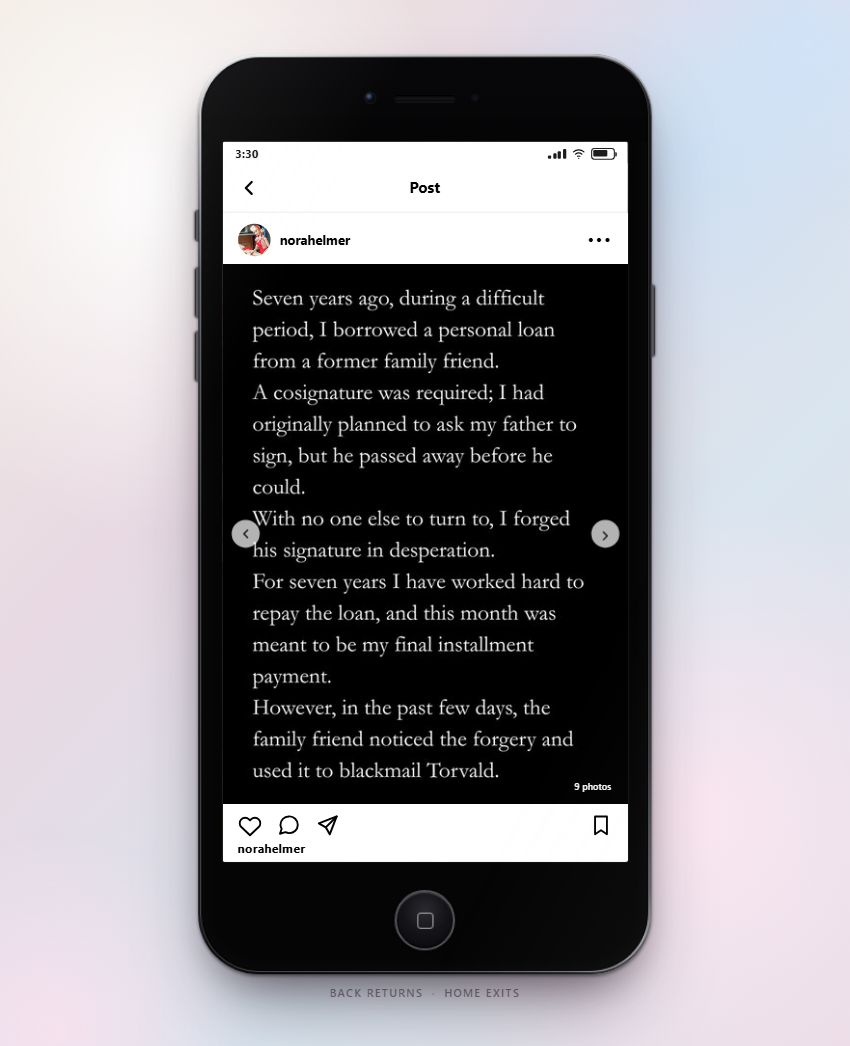 3:30
Post
norahelmer
Seven years ago, during a difficult
period, I borrowed a personal loan
from a former family friend.
A cosignature was required; I had
originally planned to ask my father to
sign, but he passed away before he
could.
With no one else to turn to, I forged
his signature in desperation.
For seven years I have worked hard to
repay the loan, and this month was
meant to be my final installment
payment.
However, in the past few days, the
family friend noticed the forgery and
used it to blackmail Torvald.
9 photos
norahelmer
BACK RETURNS · HOME EXITS